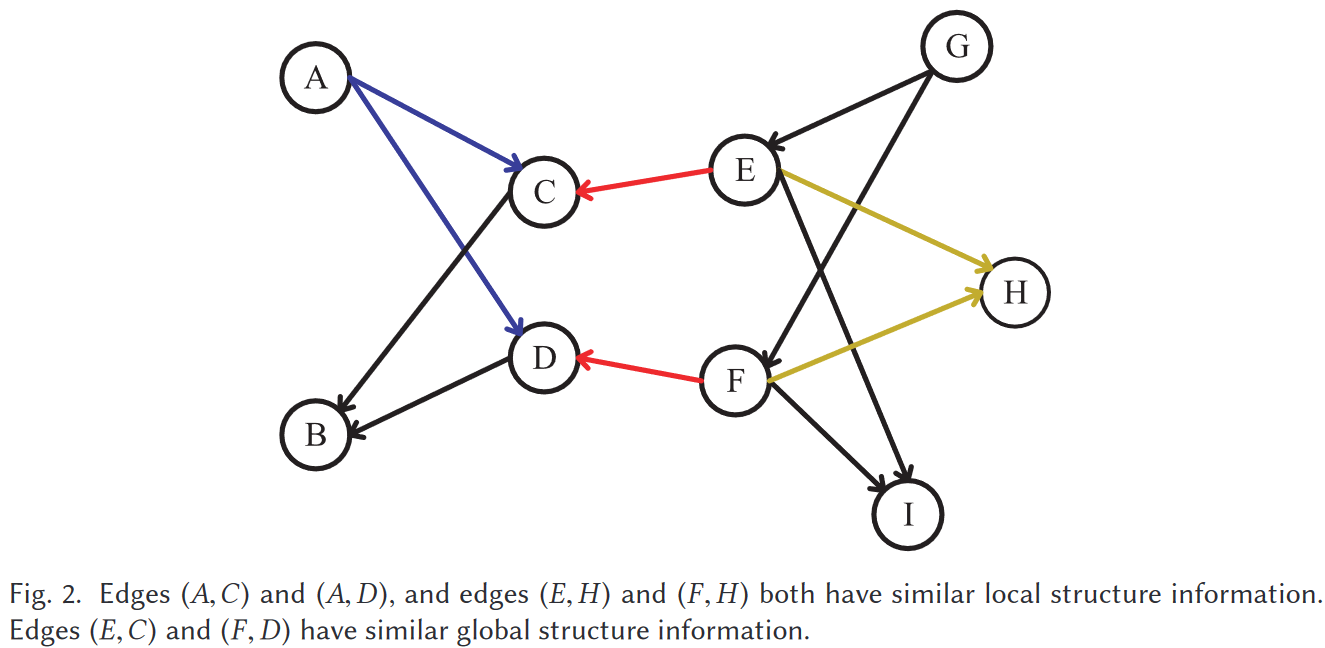 A
G
E
C
H
D
F
B
I
Fig. 2. Edges (A,C) and (A,D), and edges (E,H) and (F,H) both have similar local structure information.
Edges (E,C) and (F,D) have similar global structure information.